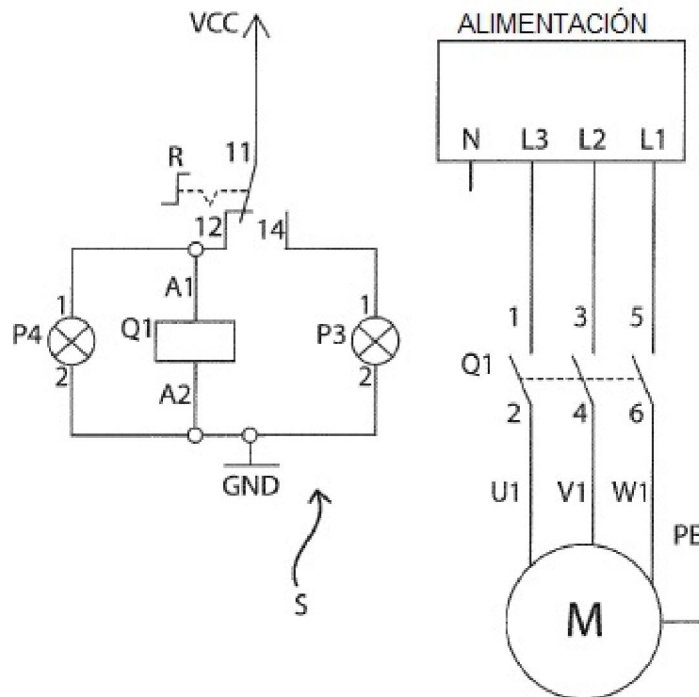 VCC
R
11
12
14
A1
1
P4
2
Q1
A2
1
P3
2
GND
S
ALIMENTACIÓN
N L3 L2 L1
1 3 5
Q1
2 4 6
U1 V1 W1
PE
M